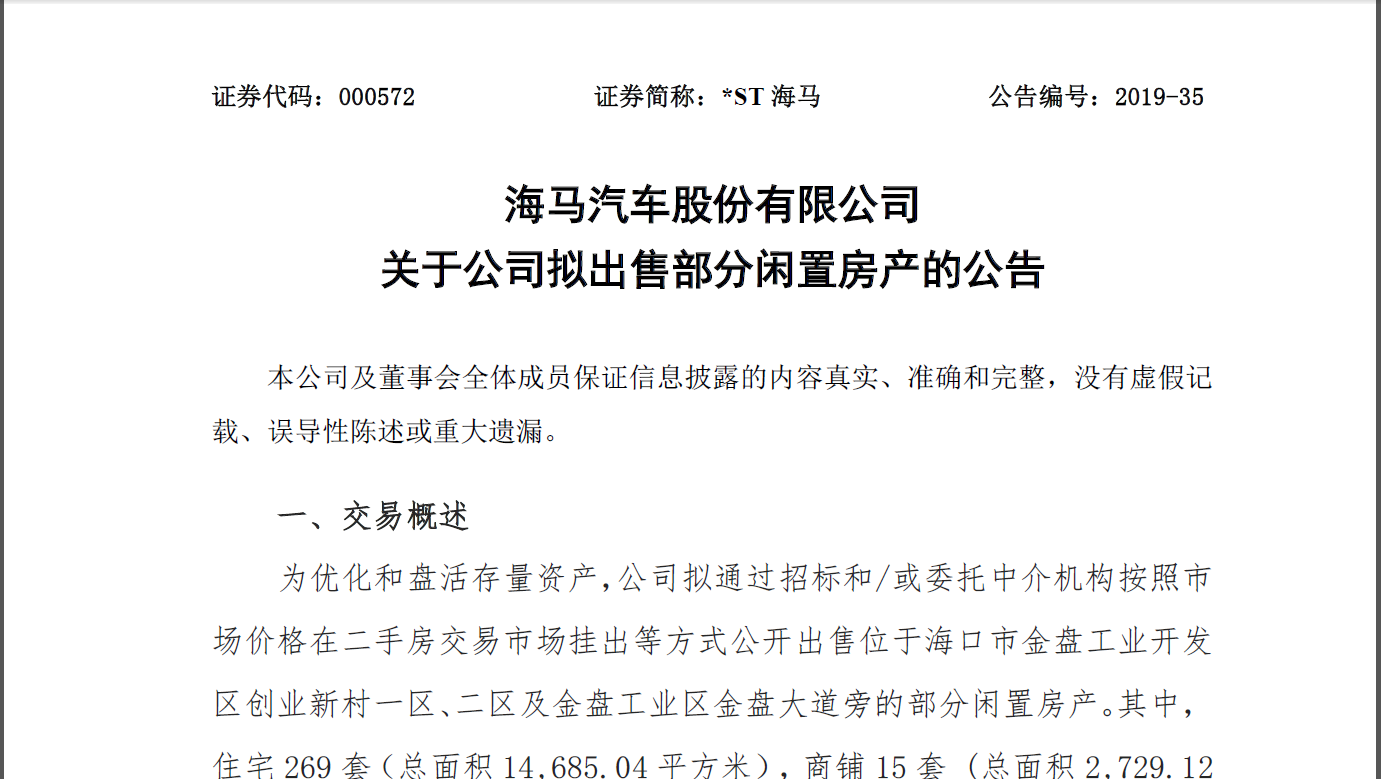 证券代码：000572 证券简称：*ST 海马 公告编号：2019-35
海马汽车股份有限公司
关于公司拟出售部分闲置房产的公告
本公司及董事会全体成员保证信息披露的内容真实、准确和完整，没有虚假记
载、误导性陈述或重大遗漏。
一、交易概述
为优化和盘活存量资产，公司拟通过招标和/或委托中介机构按照市
场价格在二手房交易市场挂出等方式公开出售位于海口市金盘工业开发
区创业新村一区、二区及金盘工业区金盘大道旁的部分闲置房产。其中，
住宅 269 套（总面积 14,685.04 平方米），商铺 15 套（总面积 2,729.12